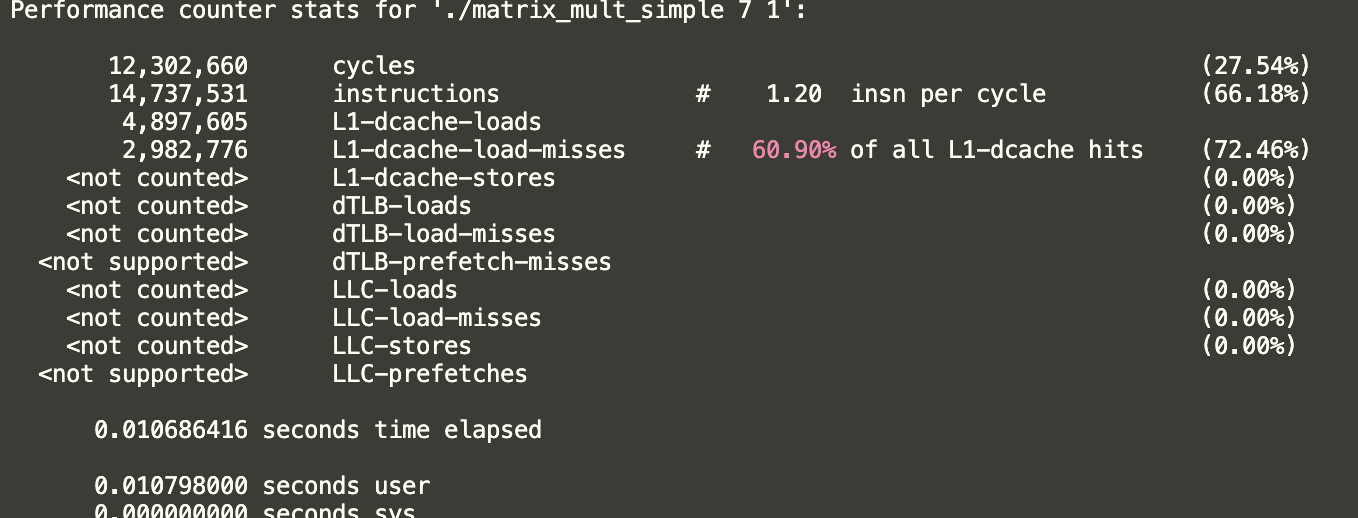 Performance counter stats for './matrix_mult_simple 7 1':
12,302,660 cycles (27.54%)
14,737,531 instructions # 1.20 insn per cycle (66.18%)
4,897,605 L1-dcache-loads
2,982,776 L1-dcache-load-misses # 60.90% of all L1-dcache hits (72.46%)
<not counted> L1-dcache-stores (0.00%)
<not counted> dTLB-loads (0.00%)
<not counted> dTLB-load-misses (0.00%)
<not supported> dTLB-prefetch-misses
<not counted> LLC-loads (0.00%)
<not counted> LLC-load-misses (0.00%)
<not counted> LLC-stores (0.00%)
<not supported> LLC-prefetches
0.010686416 seconds time elapsed
0.010798000 seconds user
0.000000000 seconds sys